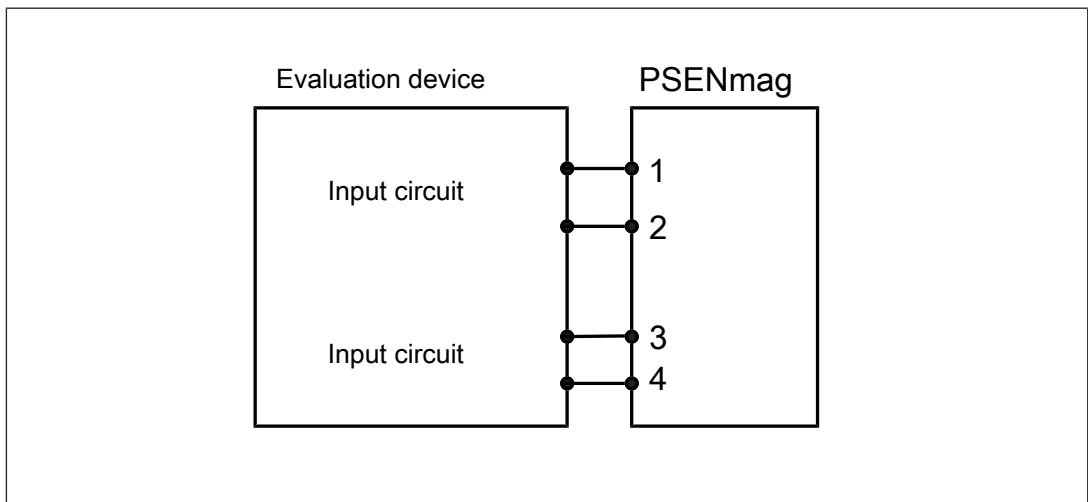 Evaluation device
PSENmag
Input circuit
1
2
Input circuit
3
4